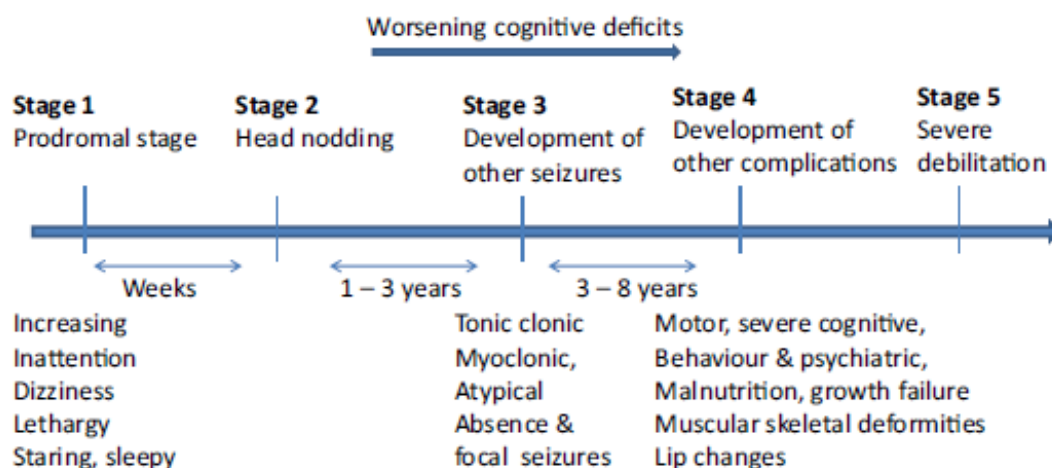 Worsening cognitive deficits
Stage 1
Prodromal stage
Stage 2
Head nodding
Stage 3
Development of
other seizures
Stage 4
Development of
other complications
Stage 5
Severe
debilitation
Weeks
1 – 3 years
3 – 8 years
Increasing
Inattention
Dizziness
Lethargy
Staring, sleepy
Tonic clonic
Myoclonic,
Atypical
Absence &
focal seizures
Motor, severe cognitive,
Behaviour & psychiatric,
Malnutrition, growth failure
Muscular skeletal deformities
Lip changes